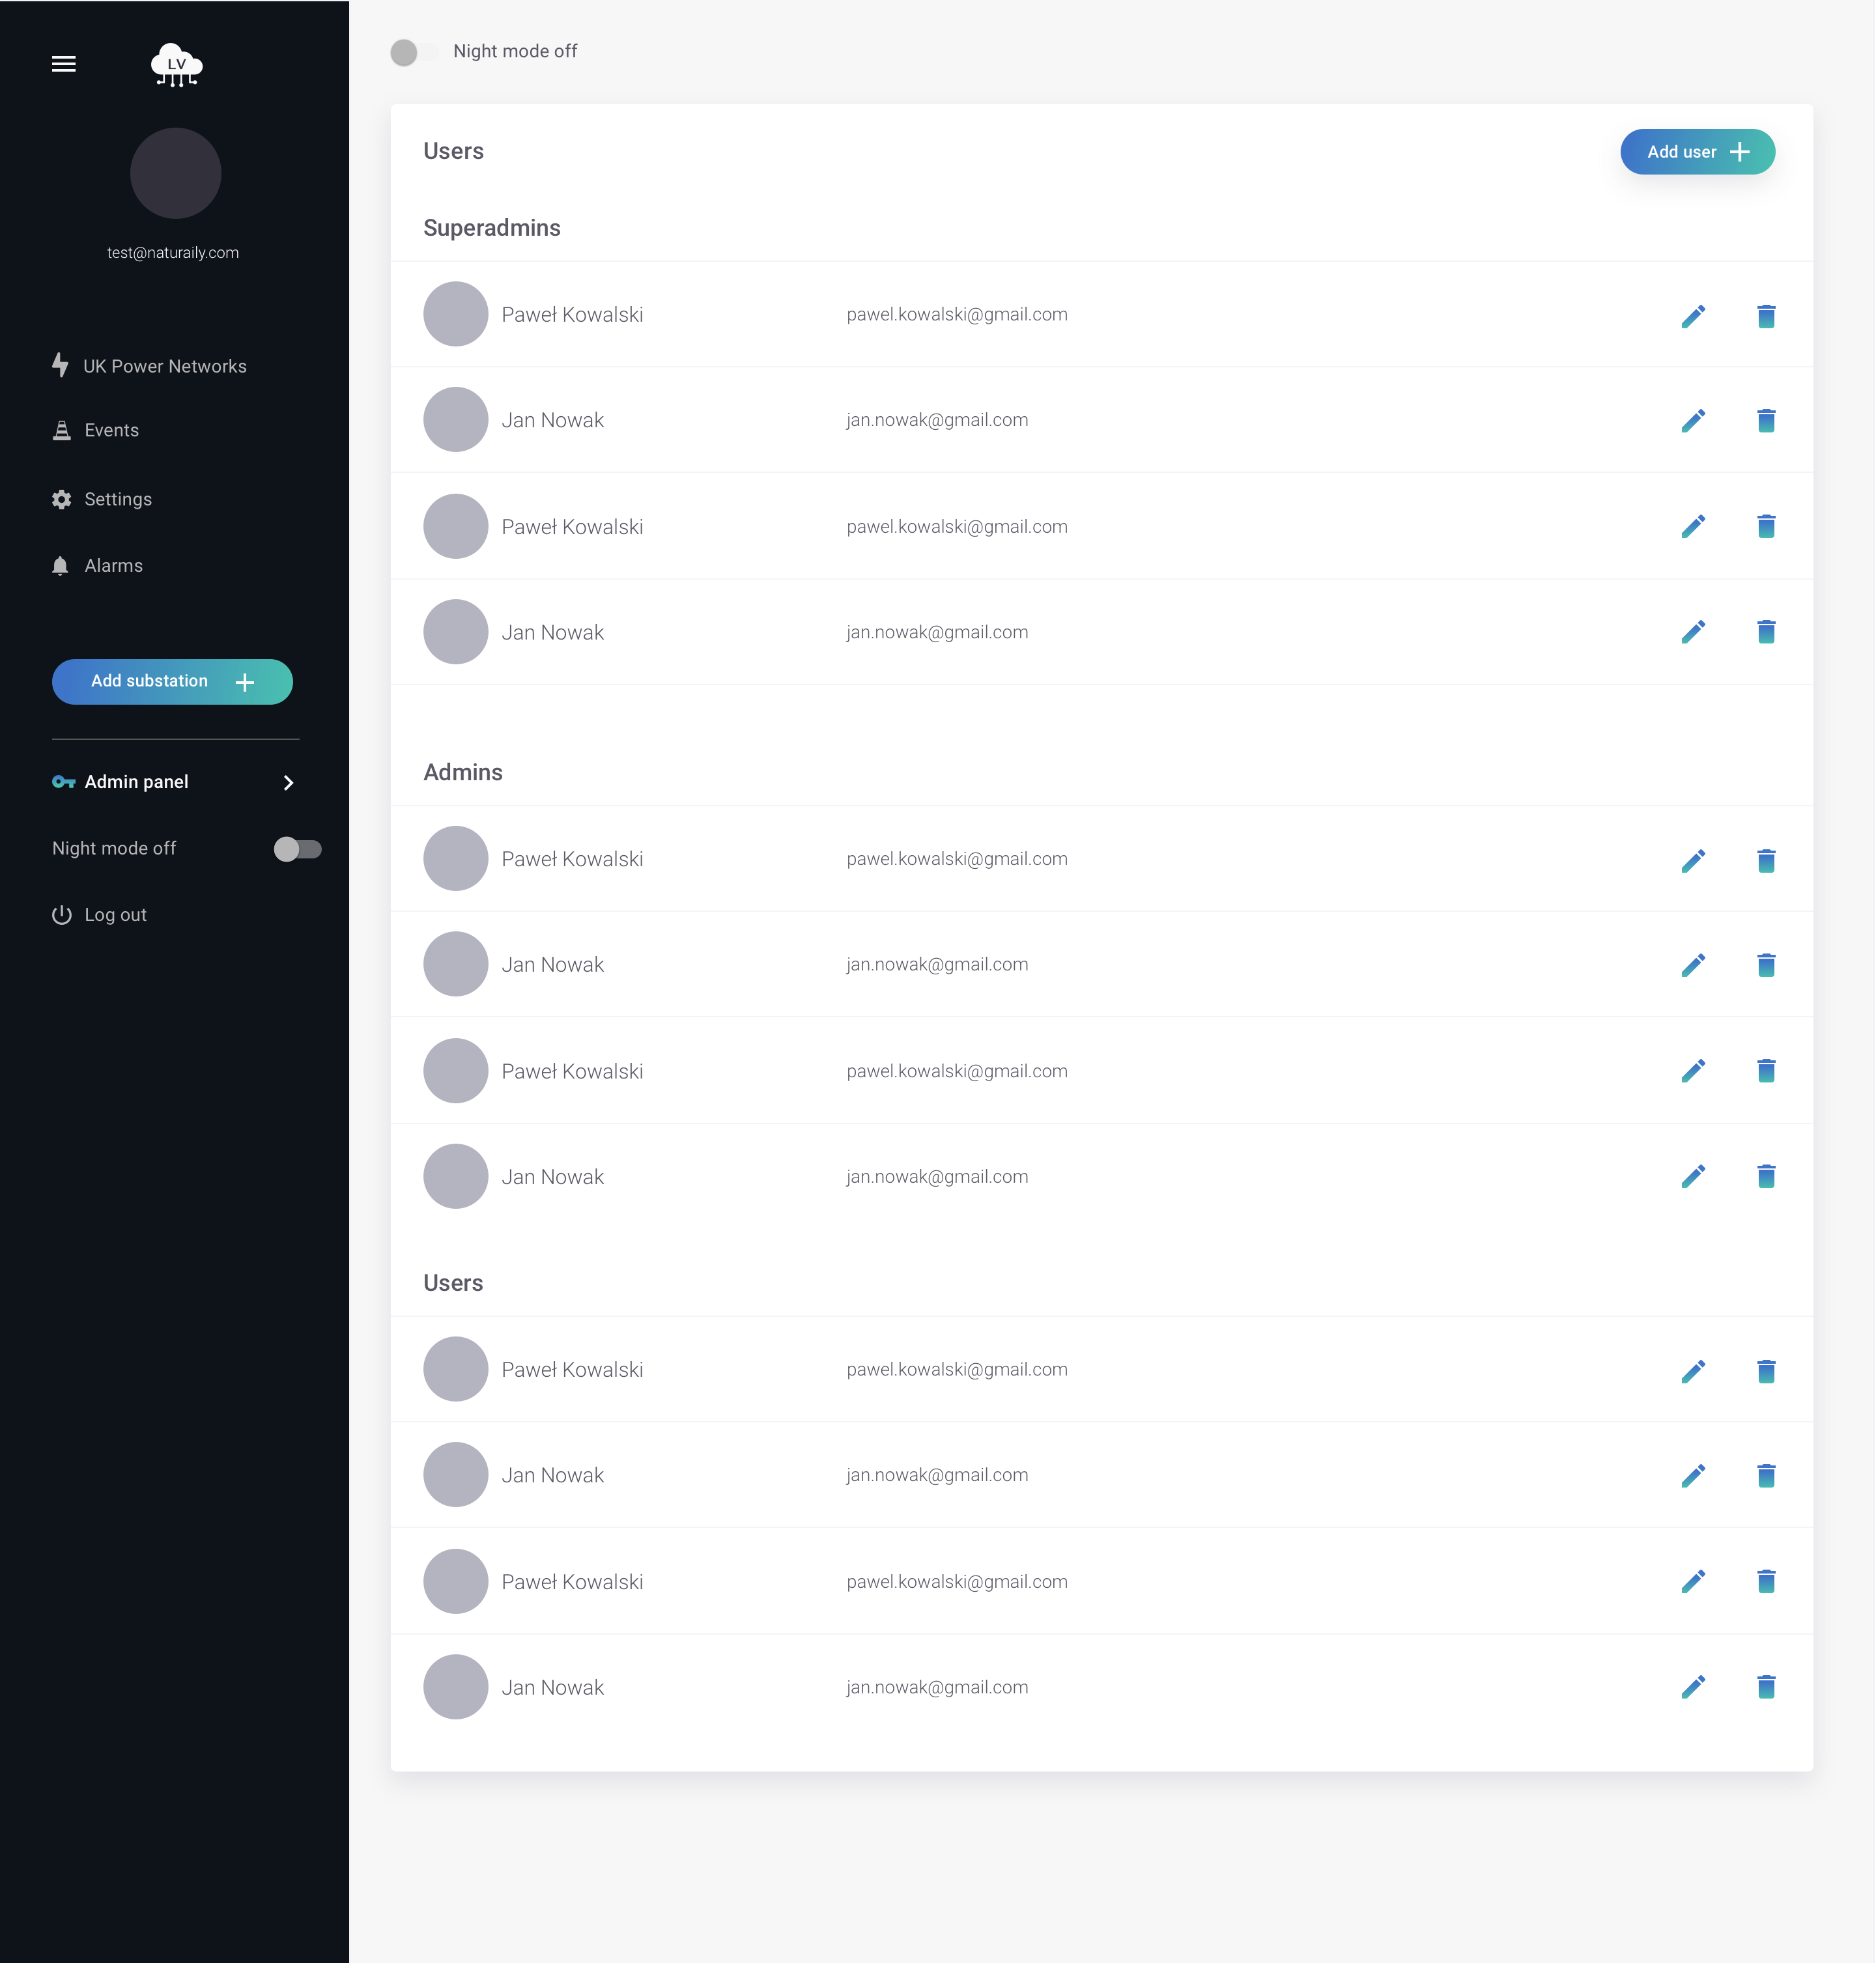 LV
test@naturaily.com
UK Power Networks
Events
Settings
Alarms
Add substation
Admin panel
Night mode off
Log out
Night mode off
Users
Add user
Superadmins
Paweł Kowalski pawel.kowalski@gmail.com
Jan Nowak jan.nowak@gmail.com
Paweł Kowalski pawel.kowalski@gmail.com
Jan Nowak jan.nowak@gmail.com
Admins
Paweł Kowalski pawel.kowalski@gmail.com
Jan Nowak jan.nowak@gmail.com
Paweł Kowalski pawel.kowalski@gmail.com
Jan Nowak jan.nowak@gmail.com
Users
Paweł Kowalski pawel.kowalski@gmail.com
Jan Nowak jan.nowak@gmail.com
Paweł Kowalski pawel.kowalski@gmail.com
Jan Nowak jan.nowak@gmail.com